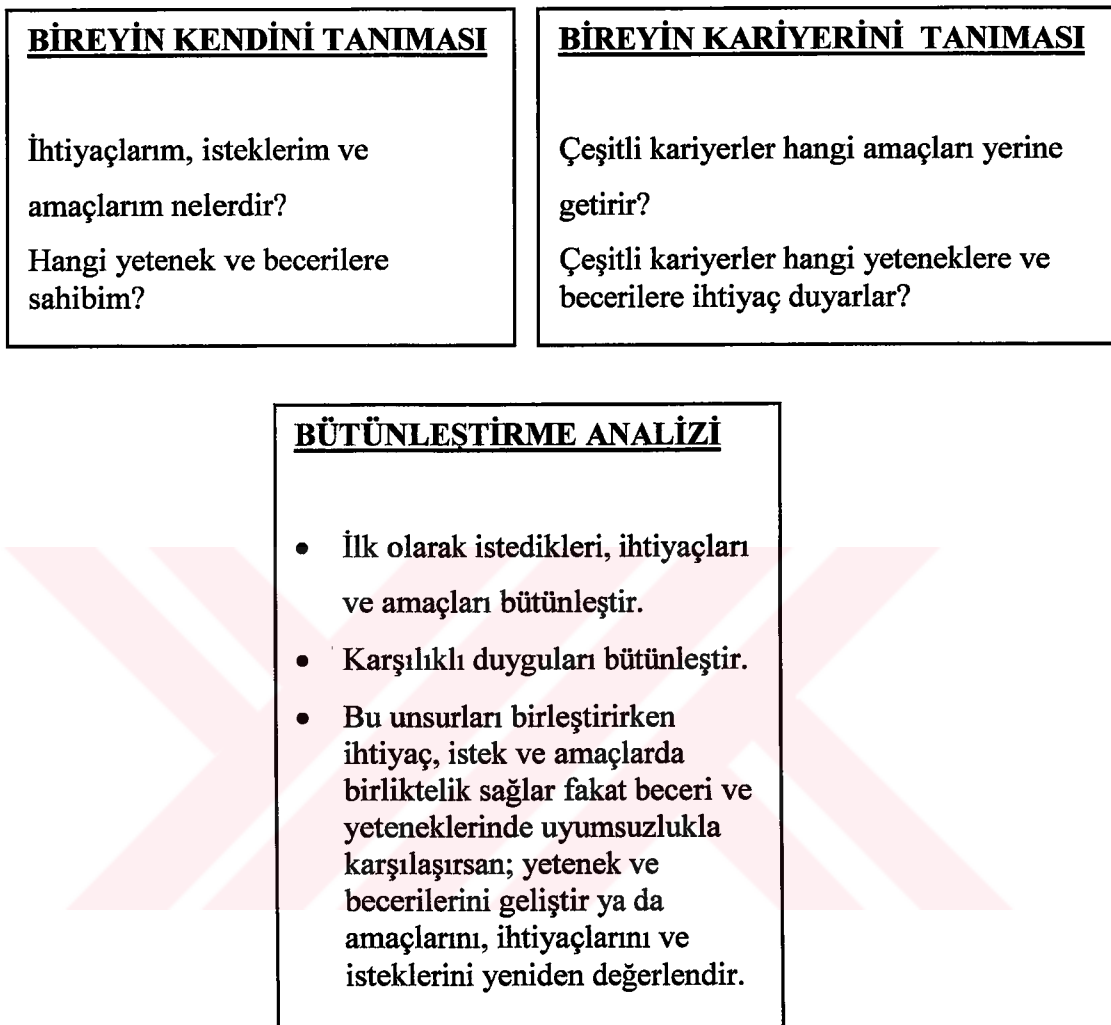 BİREYİN KENDİNİ TANIMASI
İhtiyaçlarım, isteklerim ve
amaçlarım nelerdir?
Hangi yetenek ve becerilere
sahibim?
BİREYİN KARİYERİNİ TANIMASI
Çeşitli kariyerler hangi amaçları yerine
getirir?
Çeşitli kariyerler hangi yeteneklere ve
becerilere ihtiyaç duyarlar?
BÜTÜNLEŞTİRME ANALİZİ
• İlk olarak istedikleri, ihtiyaçları
ve amaçları bütünleştir.
• Karşılıklı duyguları bütünleştir.
• Bu unsurları birleştirirken
ihtiyaç, istek ve amaçlarda
birliktelik sağlar fakat beceri ve
yeteneklerinde uyumsuzlukla
karşılaşırsan; yetenek ve
becerilerini geliştir ya da
amaçlarını, ihtiyaçlarını ve
isteklerini yeniden değerlendir.